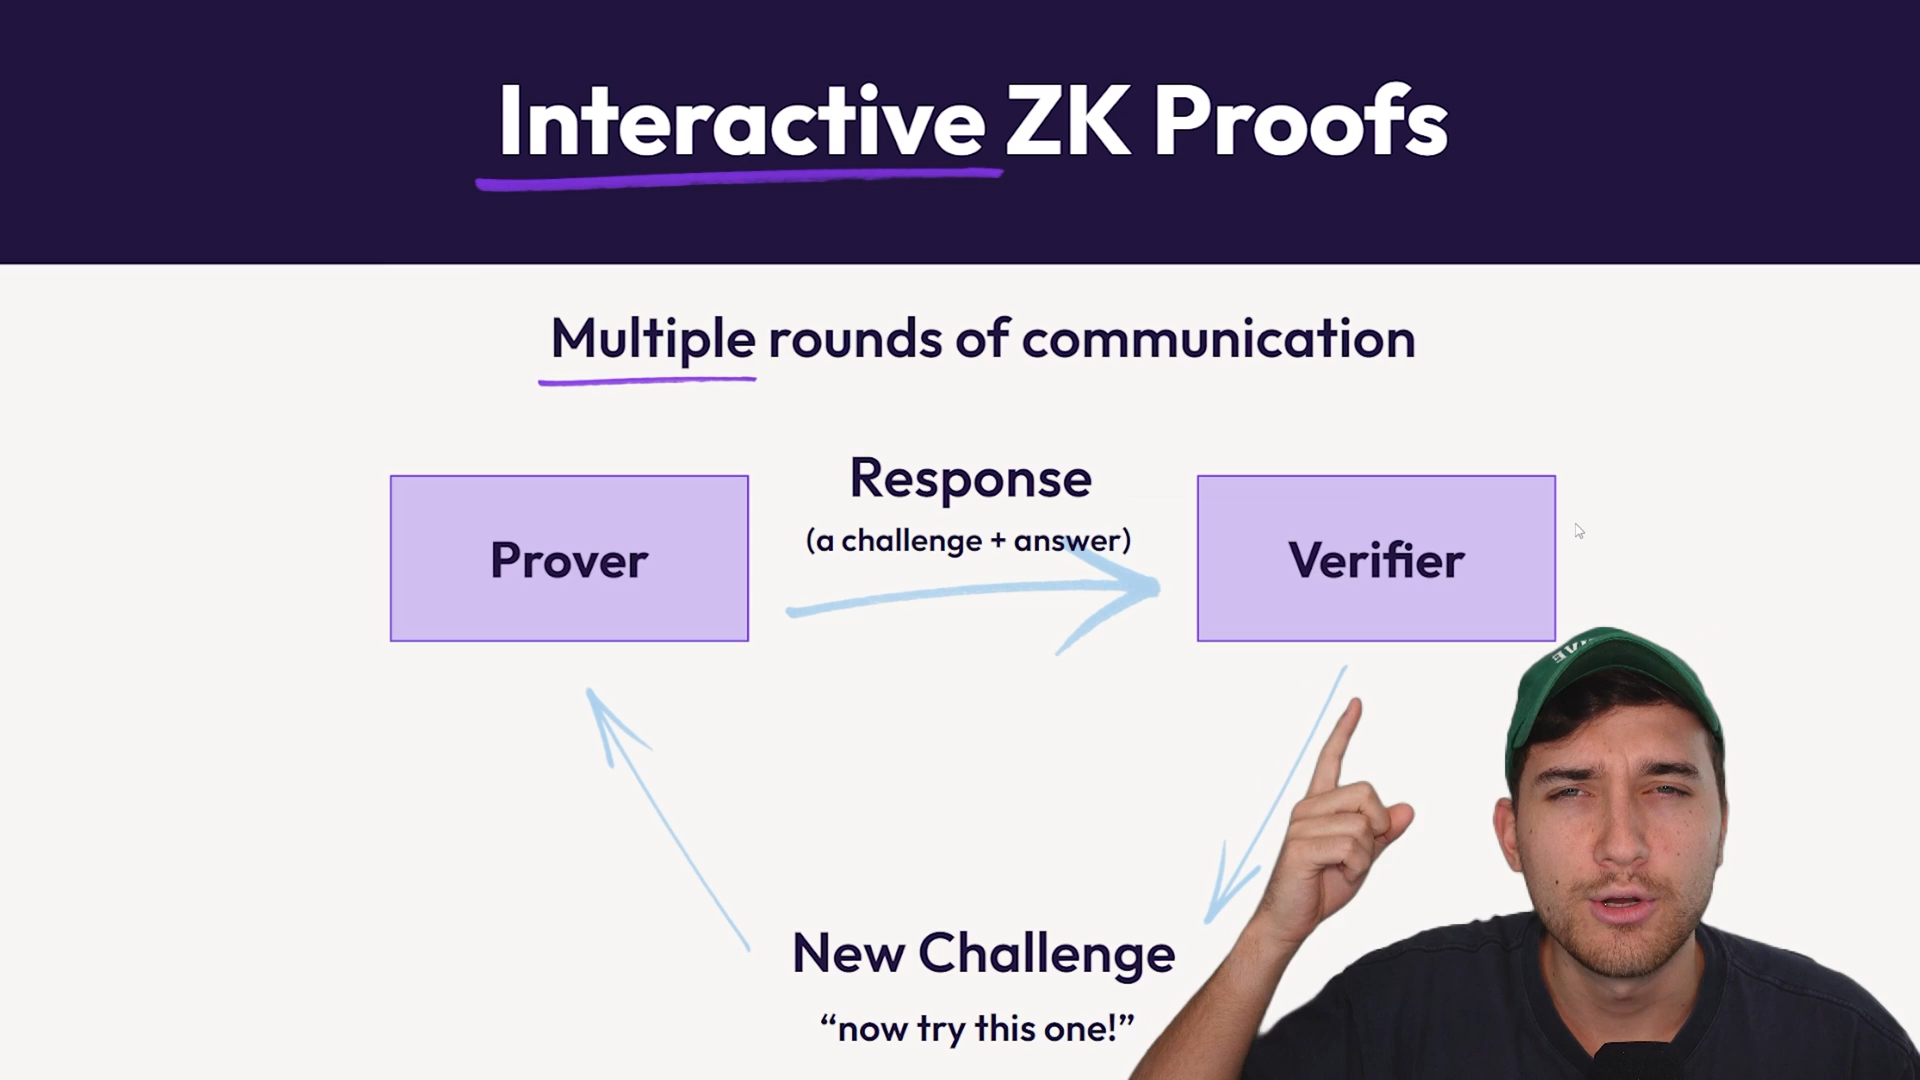 Interactive ZK Proofs
Multiple rounds of communication
Response
(a challenge + answer)
Prover
Verifier
New Challenge
“now try this one!”